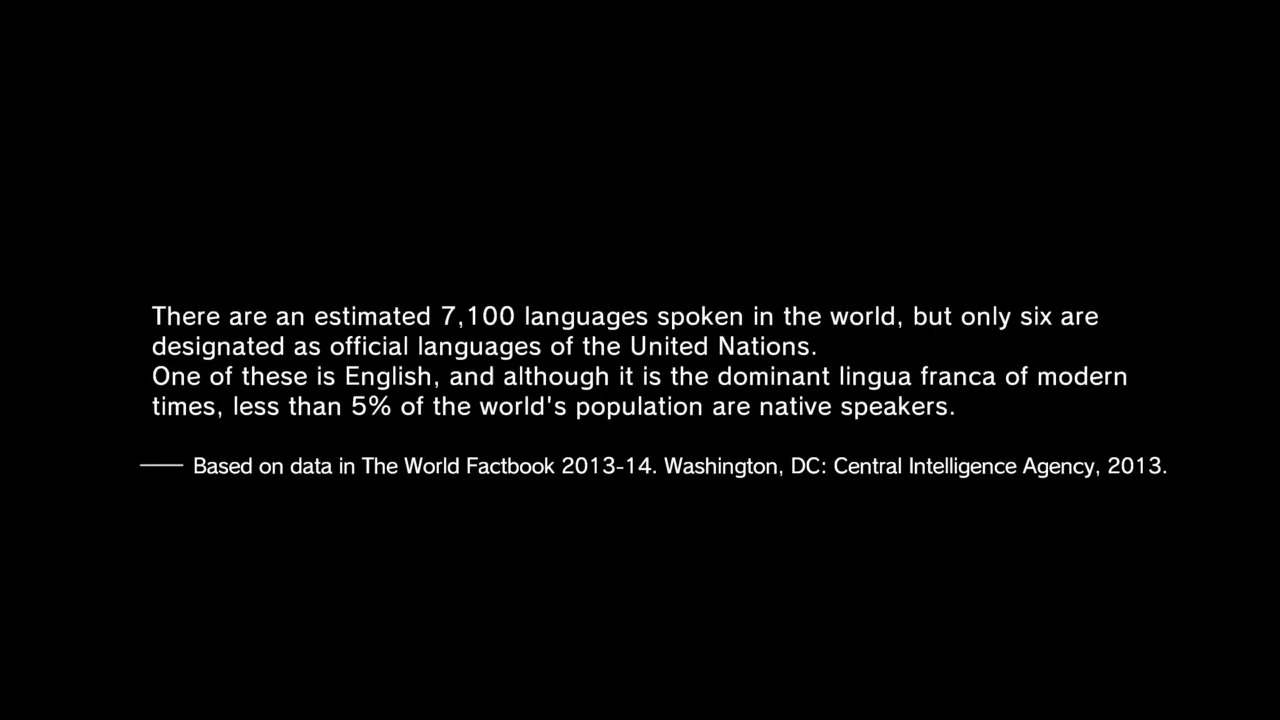 There are an estimated 7,100 languages spoken in the world, but only six are
designated as official languages of the United Nations.
One of these is English, and although it is the dominant lingua franca of modern
times, less than 5% of the world's population are native speakers.
—— Based on data in The World Factbook 2013-14. Washington, DC: Central Intelligence Agency, 2013.